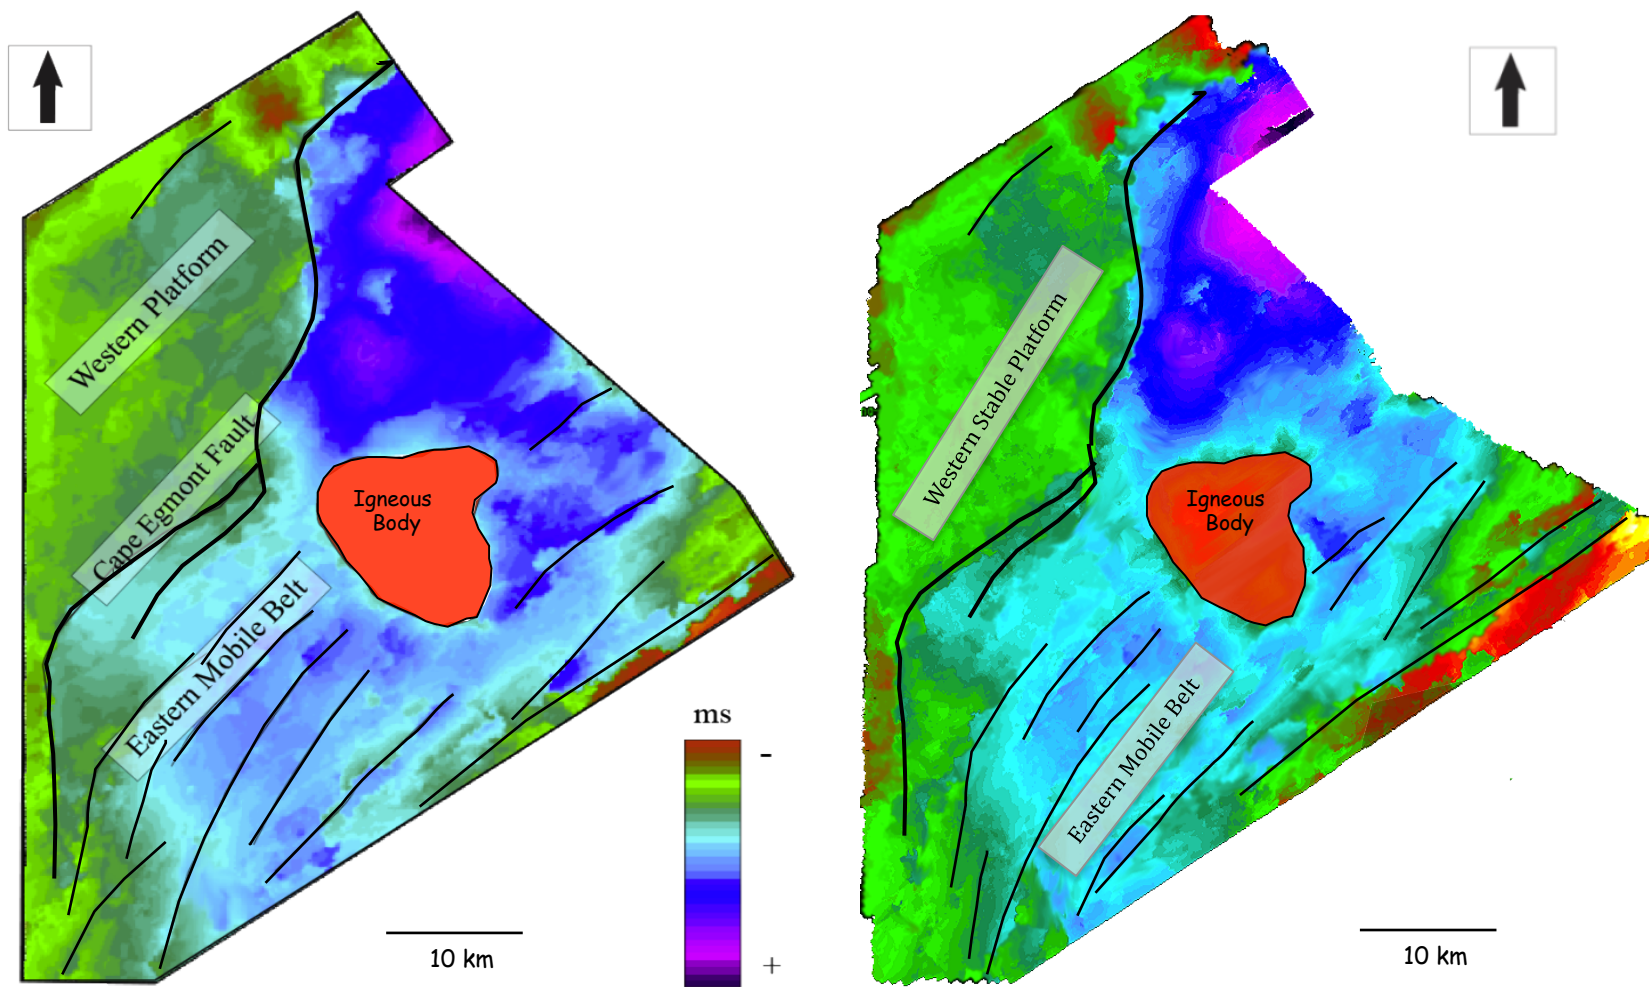 Western Platform
Cape Egmont Fault
Igneous
Body
Eastern Mobile Belt
ms
-
+
10 km
Western Stable Platform
Igneous
Body
Eastern Mobile Belt
10 km